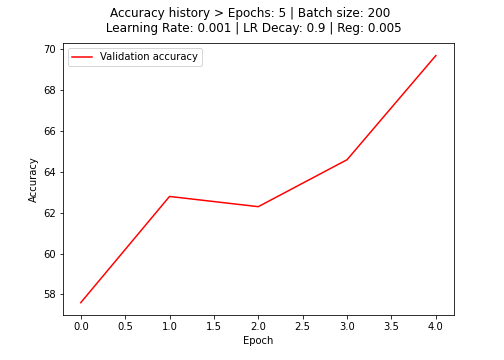 Accuracy history > Epochs: 5 | Batch size: 200
Learning Rate: 0.001 | LR Decay: 0.9 | Reg: 0.005
Validation accuracy
70
68
66
64
62
60
58
Accuracy
0.0 0.5 1.0 1.5 2.0 2.5 3.0 3.5 4.0
Epoch